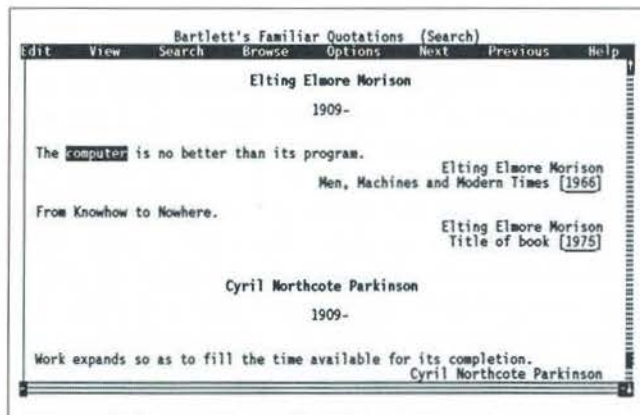 Bartlett's Familiar Quotations (Search)
Edit View Search Browse Options Next Previous Help
Elting Elmore Morison
1909-
The computer is no better than its program.
Elting Elmore Morison
Men, Machines and Modern Times [1966]
From Knowhow to Nowhere.
Elting Elmore Morison
Title of book [1975]
Cyril Northcote Parkinson
1909-
Work expands so as to fill the time available for its completion.
Cyril Northcote Parkinson